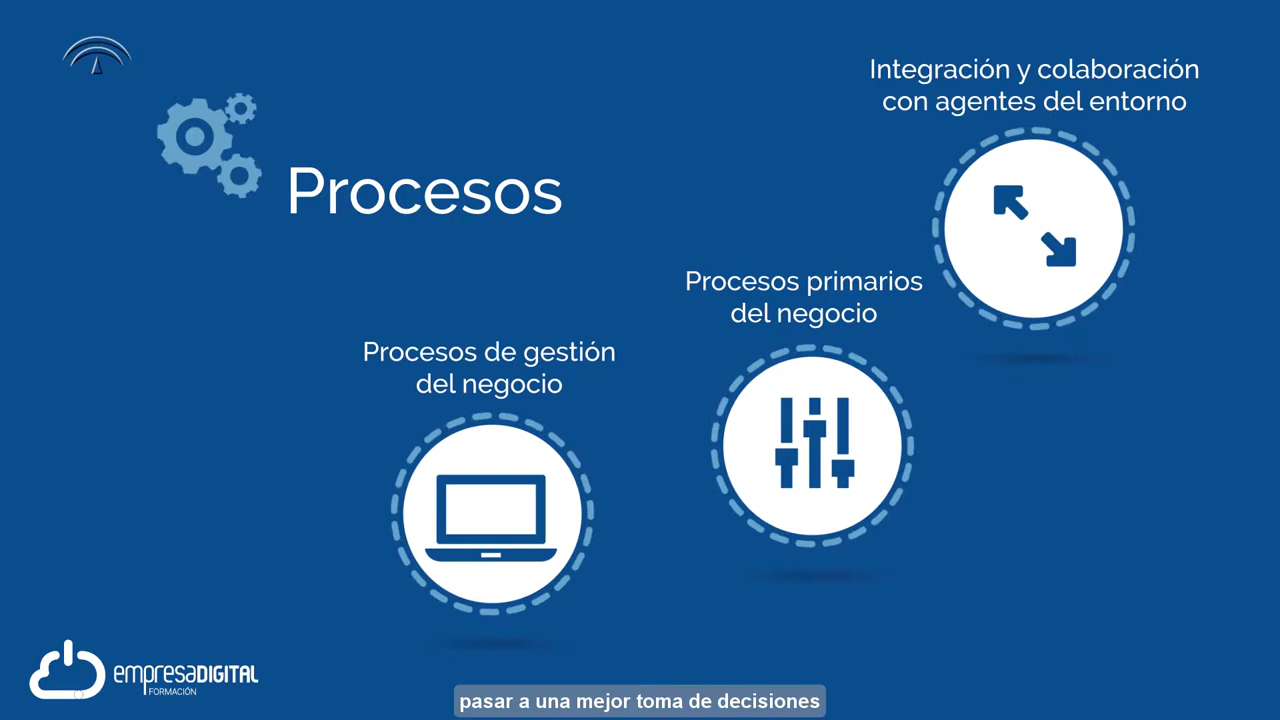 Integración y colaboración
con agentes del entorno
Procesos
Procesos primarios
del negocio
Procesos de gestión
del negocio
empresaDIGITAL
FORMACIÓN
pasar a una mejor toma de decisiones